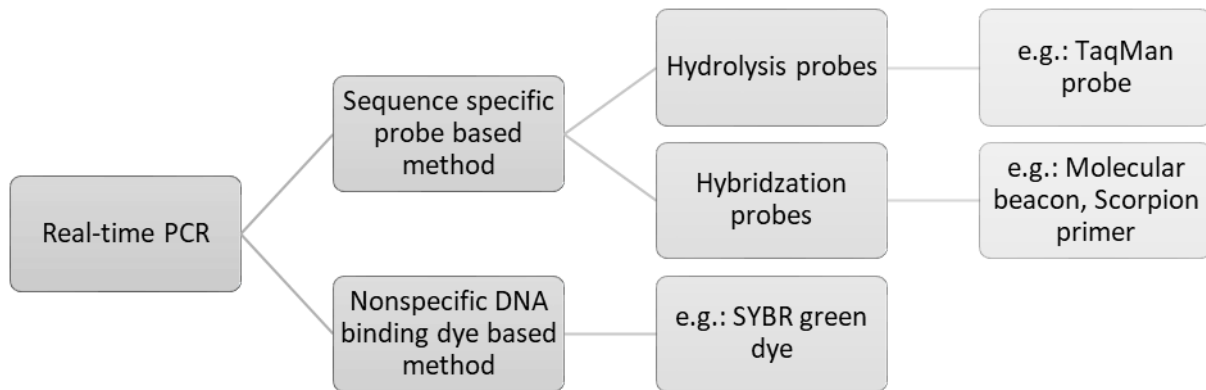 Real-time PCR
Sequence specific
probe based
method
Hydrolysis probes
e.g.: TaqMan
probe
Hybridzation
probes
e.g.: Molecular
beacon, Scorpion
primer
Nonspecific DNA
binding dye based
method
e.g.: SYBR green
dye